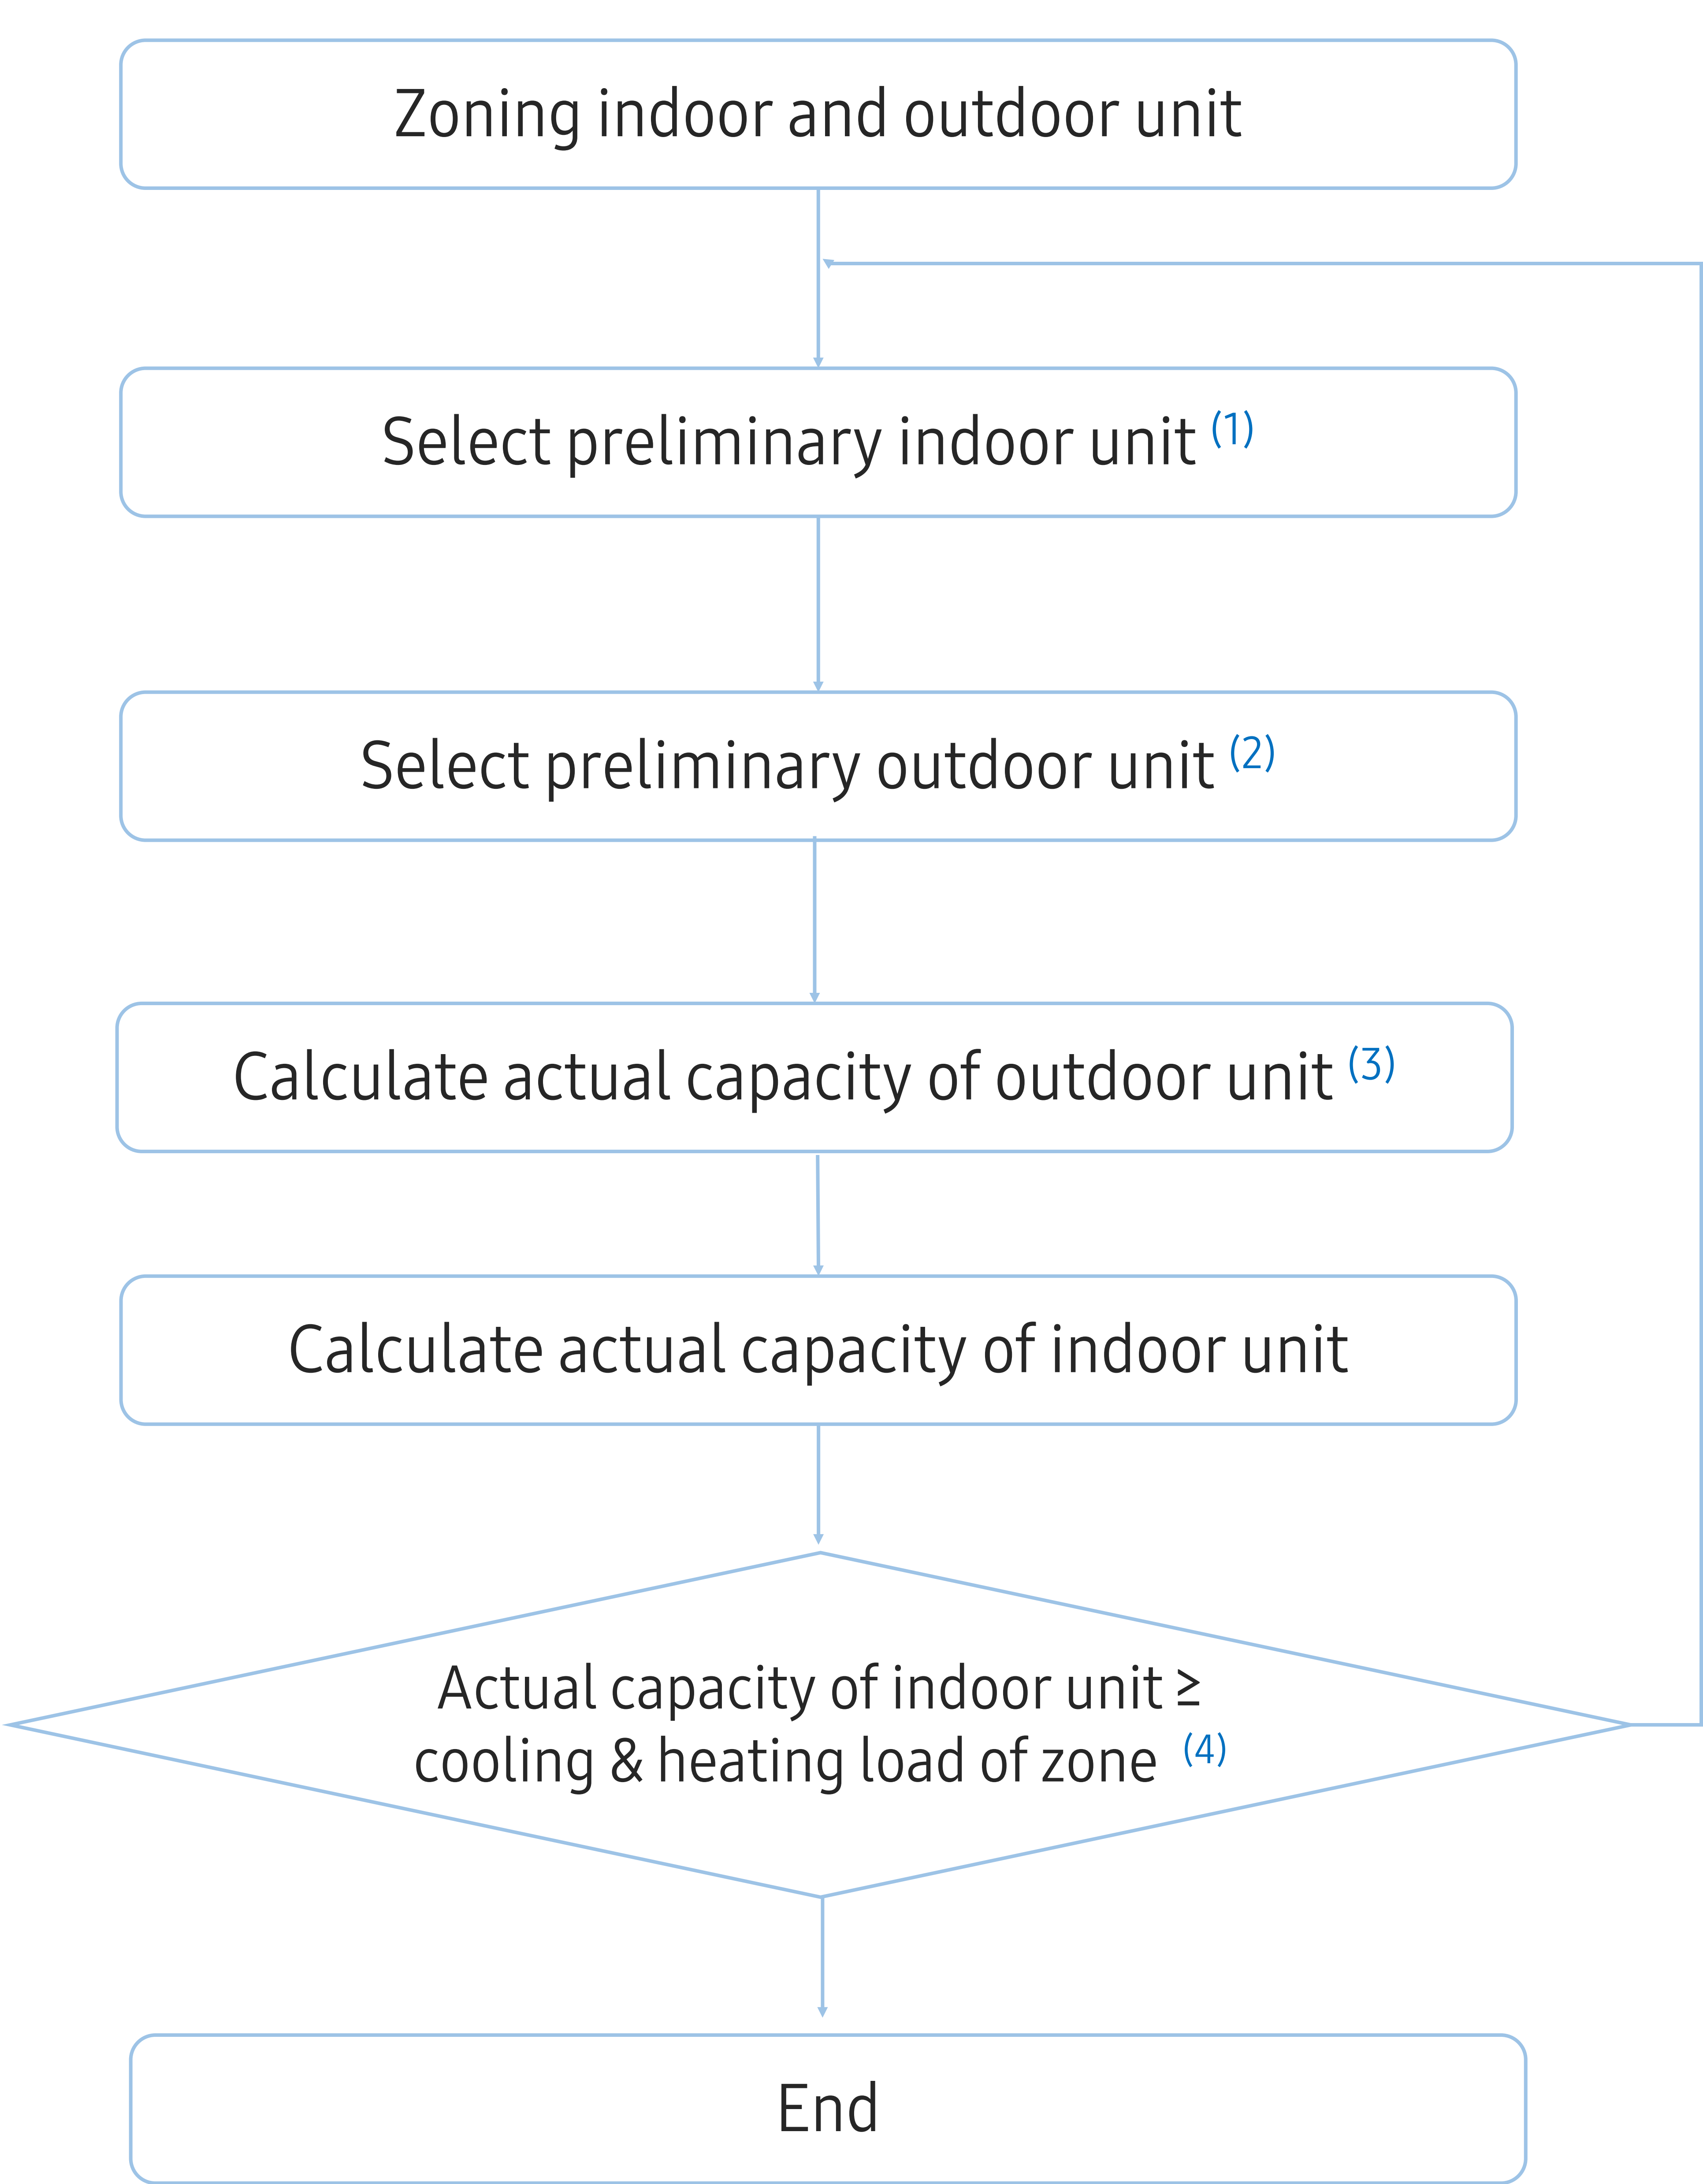 Zoning indoor and outdoor unit
Select preliminary indoor unit (1)
Select preliminary outdoor unit (2)
Calculate actual capacity of outdoor unit (3)
Calculate actual capacity of indoor unit
Actual capacity of indoor unit ≥
cooling & heating load of zone (4)
End